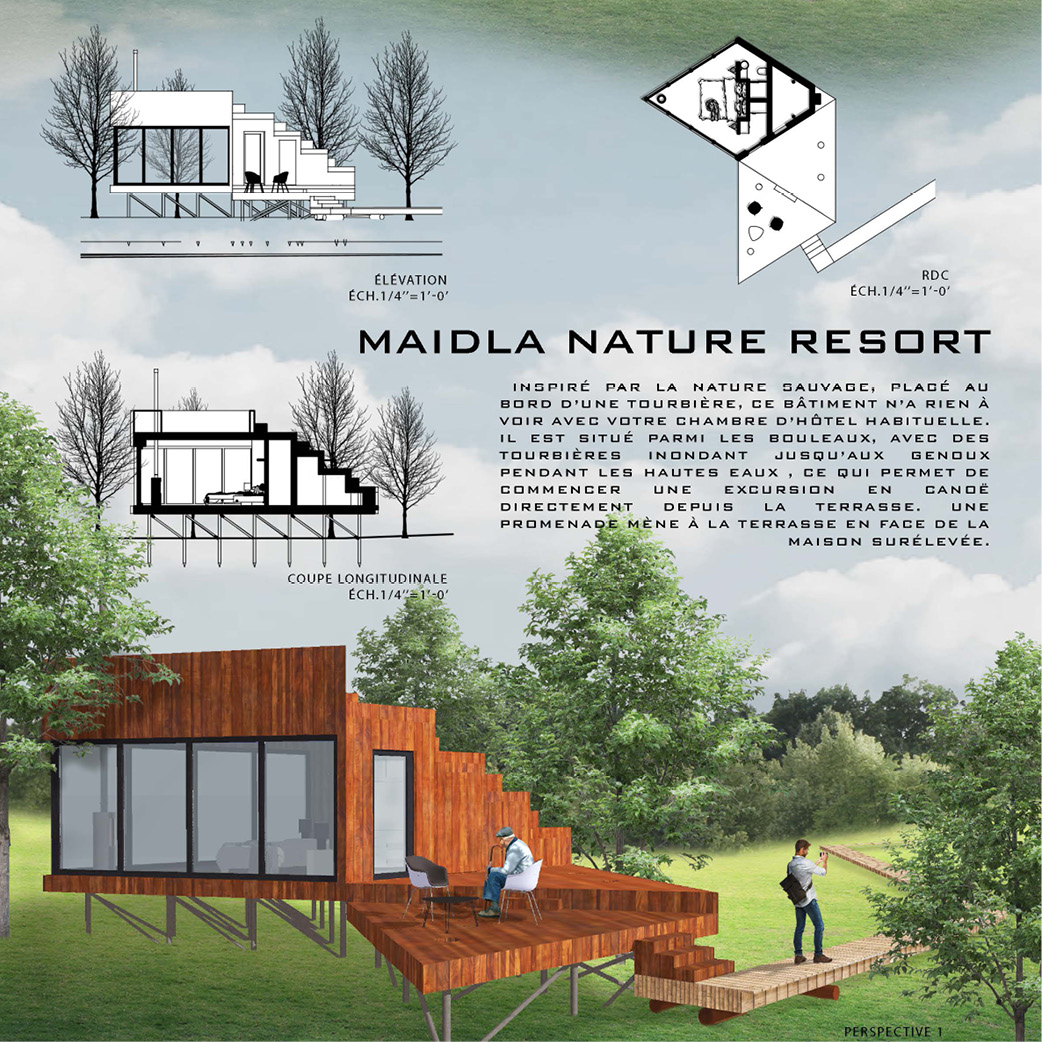 ÉLÉVATION
ÉCH.1/4’’=1’-0’
RDC
ÉCH.1/4’’=1’-0’
MAIDLA NATURE RESORT
INSPIRÉ PAR LA NATURE SAUVAGE, PLACÉ AU
BORD D’UNE TOURBIÈRE, CE BÂTIMENT N’A RIEN À
VOIR AVEC VOTRE CHAMBRE D’HÔTEL HABITUELLE.
IL EST SITUÉ PARMI LES BOULEAUX, AVEC DES
TOURBIÈRES INONDANT JUSQU’AUX GENOUX
PENDANT LES HAUTES EAUX , CE QUI PERMET DE
COMMENCER UNE EXCURSION EN CANOË
DIRECTEMENT DEPUIS LA TERRASSE. UNE
PROMENADE MÈNE À LA TERRASSE EN FACE DE LA
MAISON SURÉLEVÉE.
COUPE LONGITUDINALE
ÉCH.1/4’’=1’-0’
PERSPECTIVE 1